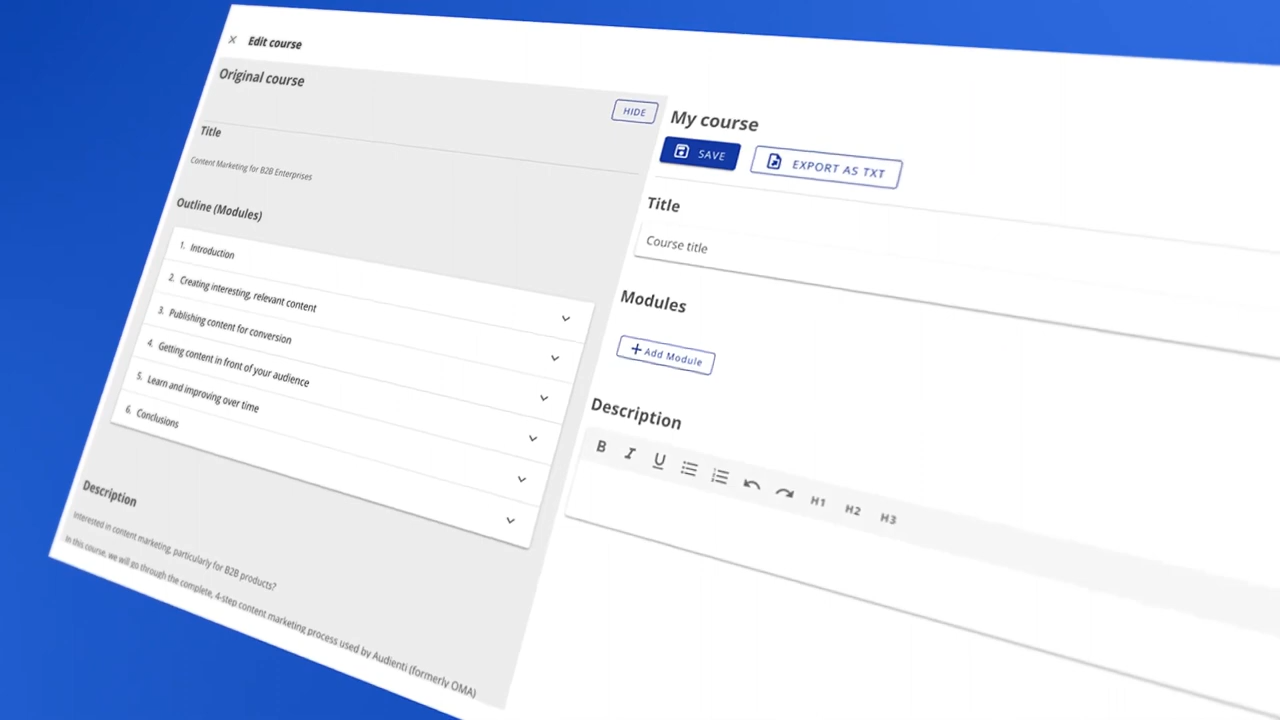 Edit course
Original course
HIDE
Title
Content Marketing for B2B Enterprises
Outline (Modules)
1. Introduction
2. Creating interesting, relevant content
3. Publishing content for conversion
4. Getting content in front of your audience
5. Learn and improving over time
6. Conclusions
Description
Interested in content marketing, particularly for B2B products?
In this course, we will go through the complete, 4-step content marketing process used by Audienti (formerly OMA)
My course
SAVE
EXPORT AS TXT
Title
Course title
Modules
+ Add Module
Description
B I U H1 H2 H3